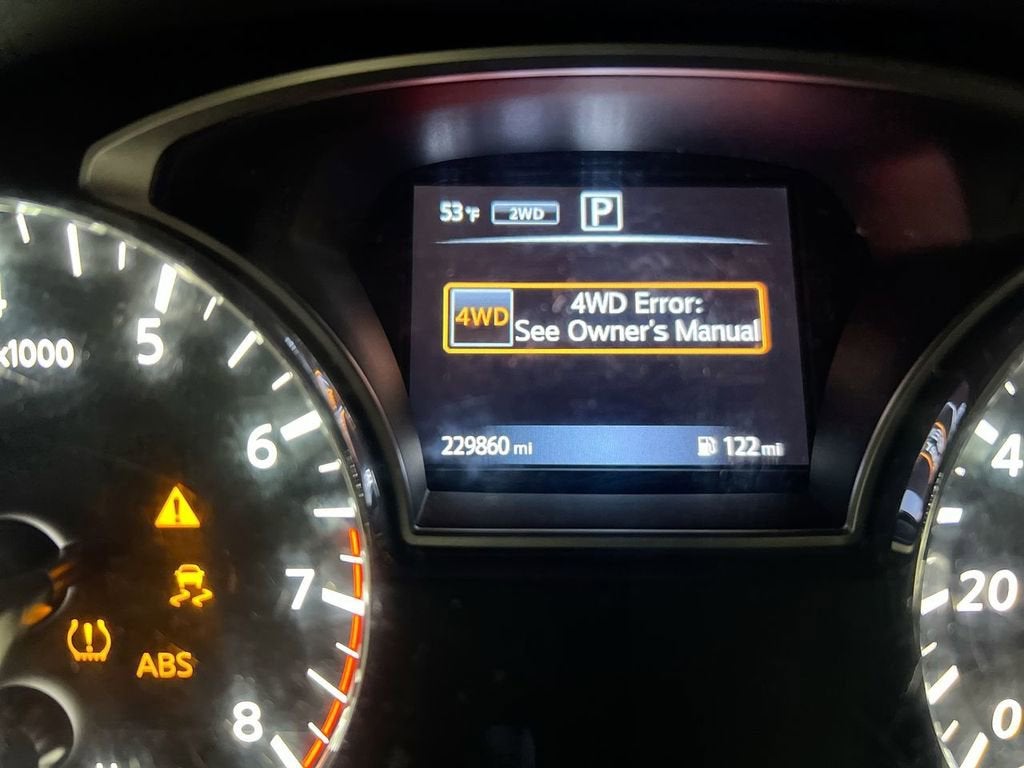 53°F 2WD P
4WD 4WD Error:
See Owner's Manual
229860 mi 122 mi
5
x1000
6
7
ABS
8
4
20
0